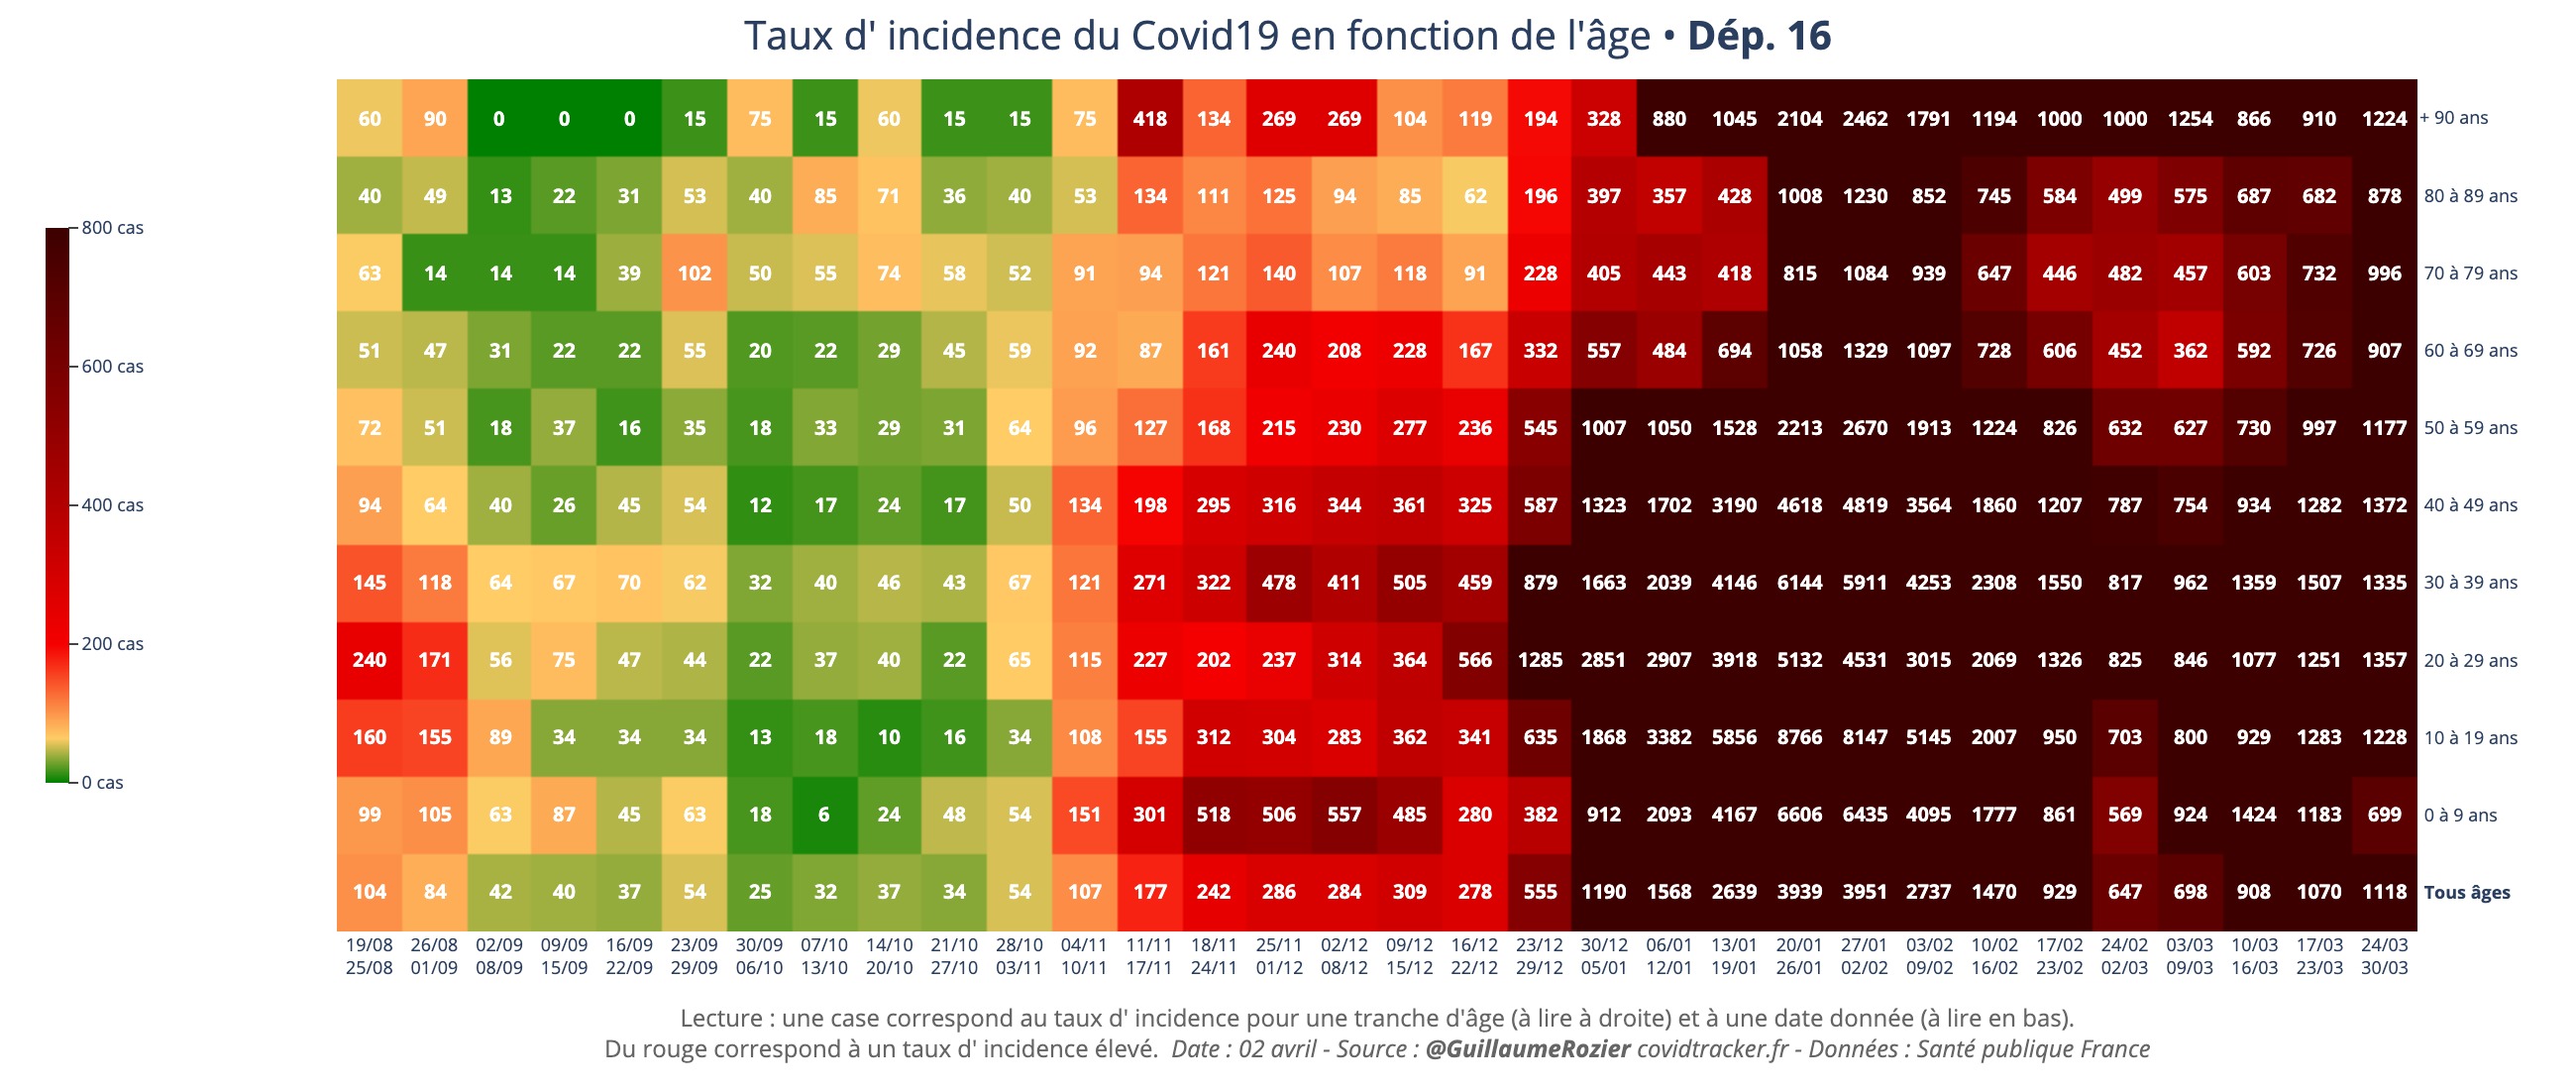 Taux d' incidence du Covid19 en fonction de l'âge • Dép. 16
60 90 0 0 0 15 75 15 60 15 15 75 418 134 269 269 104 119 194 328 880 1045 2104 2462 1791 1194 1000 1000 1254 866 910 1224 + 90 ans
40 49 13 22 31 53 40 85 71 36 40 53 134 111 125 94 85 62 196 397 357 428 1008 1230 852 745 584 499 575 687 682 878 80 à 89 ans
800 cas
63 14 14 14 39 102 50 55 74 58 52 91 94 121 140 107 118 91 228 405 443 418 815 1084 939 647 446 482 457 603 732 996 70 à 79 ans
51 47 31 22 22 55 20 22 29 45 59 92 87 161 240 208 228 167 332 557 484 694 1058 1329 1097 728 606 452 362 592 726 907 60 à 69 ans
600 cas
72 51 18 37 16 35 18 33 29 31 64 96 127 168 215 230 277 236 545 1007 1050 1528 2213 2670 1913 1224 826 632 627 730 997 1177 50 à 59 ans
400 cas
94 64 40 26 45 54 12 17 24 17 50 134 198 295 316 344 361 325 587 1323 1702 3190 4618 4819 3564 1860 1207 787 754 934 1282 1372 40 à 49 ans
145 118 64 67 70 62 32 40 46 43 67 121 271 322 478 411 505 459 879 1663 2039 4146 6144 5911 4253 2308 1550 817 962 1359 1507 1335 30 à 39 ans
200 cas
240 171 56 75 47 44 22 37 40 22 65 115 227 202 237 314 364 566 1285 2851 2907 3918 5132 4531 3015 2069 1326 825 846 1077 1251 1357 20 à 29 ans
160 155 89 34 34 34 13 18 10 16 34 108 155 312 304 283 362 341 635 1868 3382 5856 8766 8147 5145 2007 950 703 800 929 1283 1228 10 à 19 ans
0 cas
99 105 63 87 45 63 18 6 24 48 54 151 301 518 506 557 485 280 382 912 2093 4167 6606 6435 4095 1777 861 569 924 1424 1183 699 0 à 9 ans
104 84 42 40 37 54 25 32 37 34 54 107 177 242 286 284 309 278 555 1190 1568 2639 3939 3951 2737 1470 929 647 698 908 1070 1118 Tous âges
19/08 26/08 02/09 09/09 16/09 23/09 30/09 07/10 14/10 21/10 28/10 04/11 11/11 18/11 25/11 02/12 09/12 16/12 23/12 30/12 06/01 13/01 20/01 27/01 03/02 10/02 17/02 24/02 03/03 10/03 17/03 24/03
25/08 01/09 08/09 15/09 22/09 29/09 06/10 13/10 20/10 27/10 03/11 10/11 17/11 24/11 01/12 08/12 15/12 22/12 29/12 05/01 12/01 19/01 26/01 02/02 09/02 16/02 23/02 02/03 09/03 16/03 23/03 30/03
Lecture : une case correspond au taux d' incidence pour une tranche d'âge (à lire à droite) et à une date donnée (à lire en bas).
Du rouge correspond à un taux d' incidence élevé. Date : 02 avril - Source : @GuillaumeRozier covidtracker.fr - Données : Santé publique France